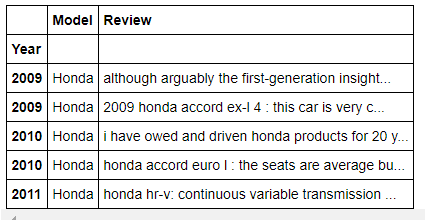 Model Review
Year
2009 Honda although arguably the first-generation insight...
2009 Honda 2009 honda accord ex-l 4 : this car is very c...
2010 Honda i have owed and driven honda products for 20 y...
2010 Honda honda accord euro l : the seats are average bu...
2011 Honda honda hr-v: continuous variable transmission ...